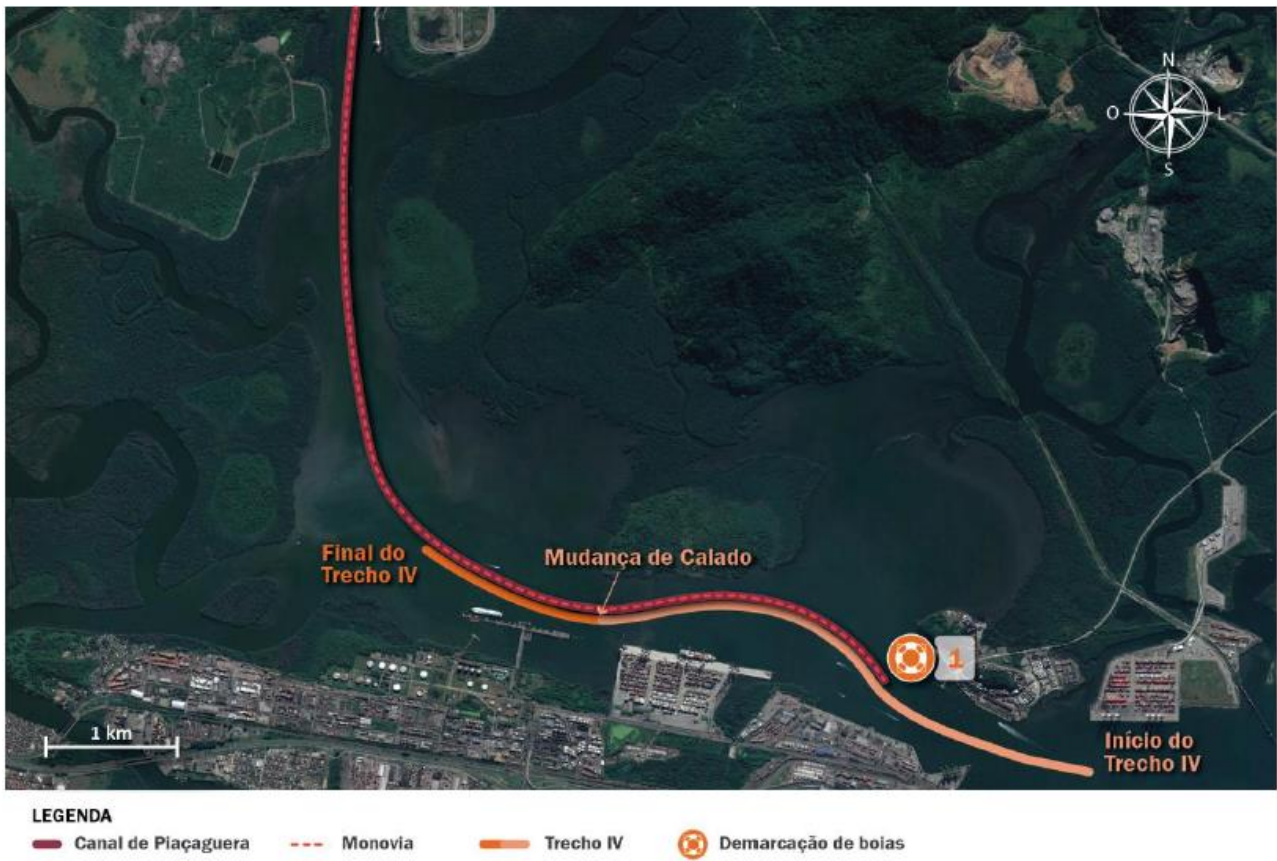 N
O
L
S
Final do
Trecho IV
Mudança de Calado
1
1 km
Início do
Trecho IV
LEGENDA
Canal de Piaçaguera
Monovia
Trecho IV
Demarcação de boias